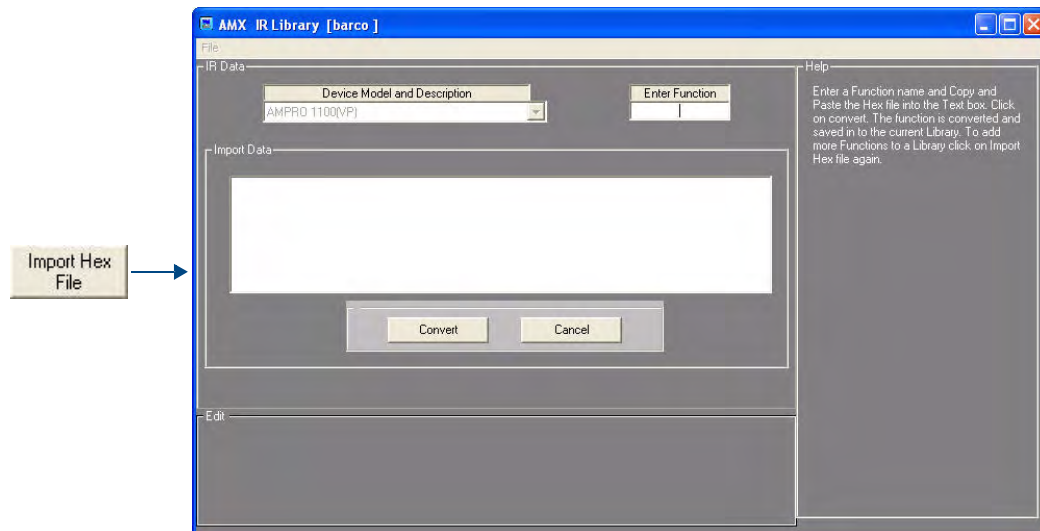 AMX IR Library [barco ]
File
IR Data
Device Model and Description
AMPRO 1100(VP)
Enter Function
Import Data
Convert
Cancel
Edit
Help
Enter a Function name and Copy and
Paste the Hex file into the Text box. Click
on convert. The function is converted and
saved in to the current Library. To add
more Functions to a Library click on Import
Hex file again.
Import Hex
File